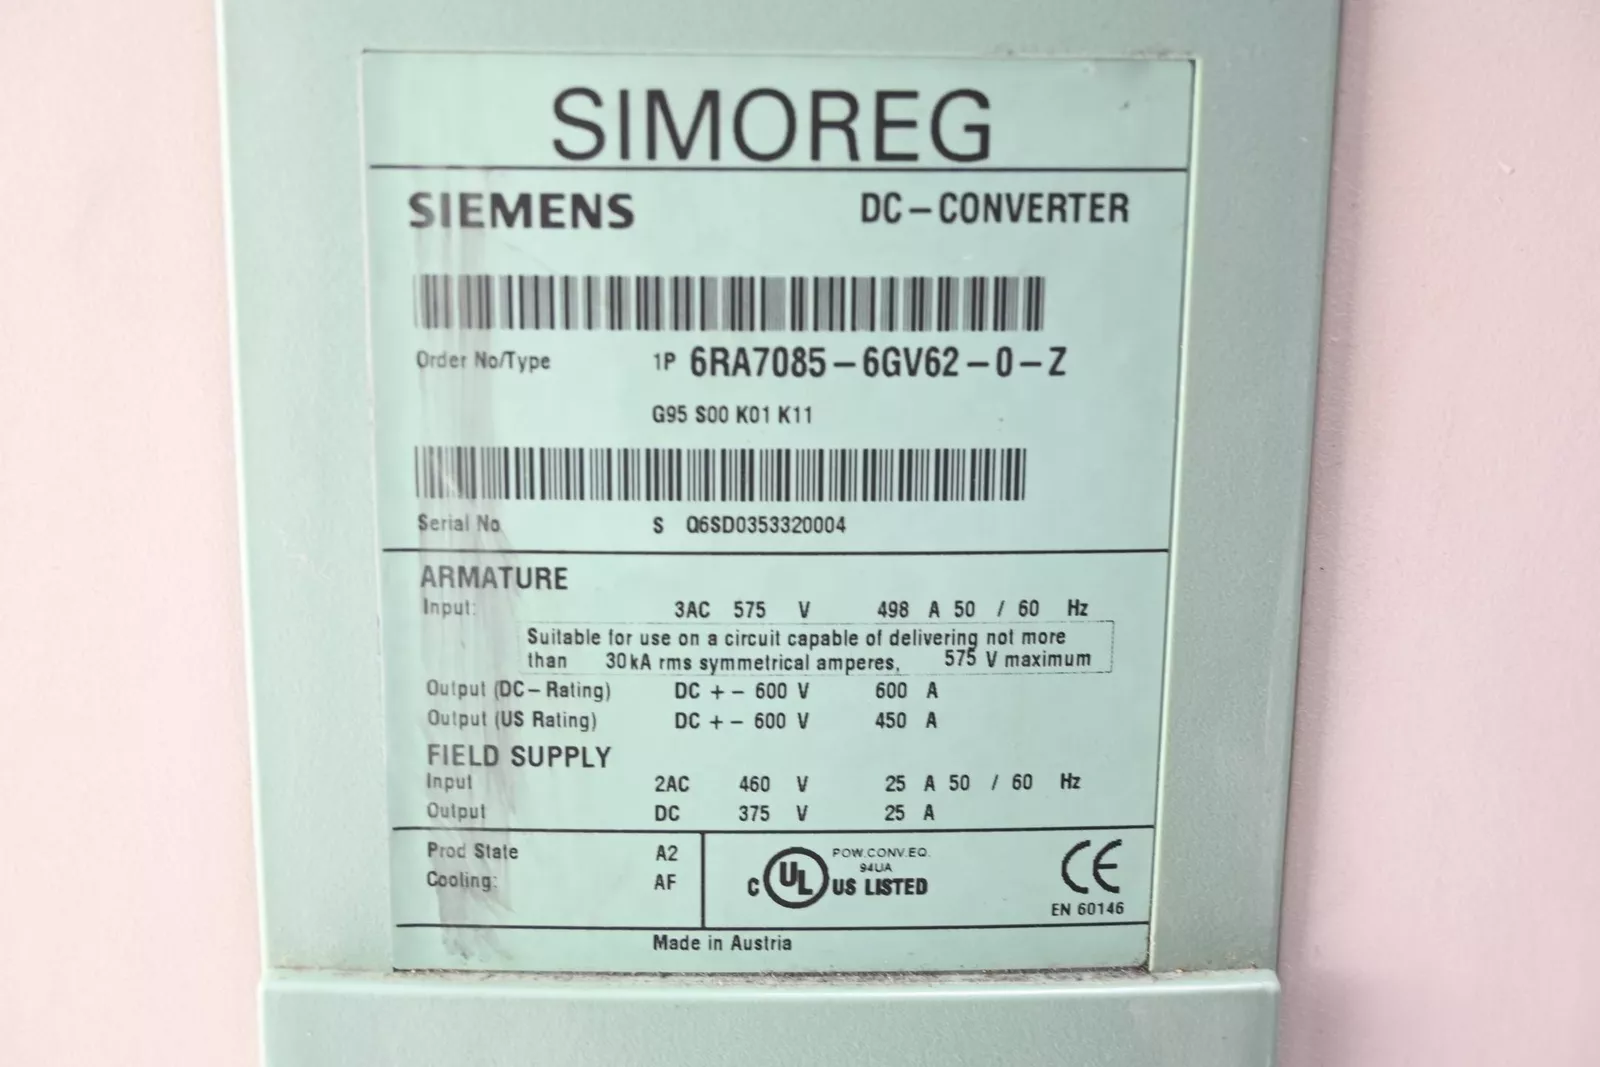 SIMOREG
SIEMENS DC-CONVERTER
Order No/Type 1P 6RA7085-6GV62-0-Z
G95 S00 K01 K11
Serial No S Q6SD0353320004
ARMATURE
Input: 3AC 575 V 498 A 50 / 60 Hz
Suitable for use on a circuit capable of delivering not more
than 30kA rms symmetrical amperes, 575 V maximum
Output (DC-Rating) DC +- 600 V 600 A
Output (US Rating) DC +- 600 V 450 A
FIELD SUPPLY
Input 2AC 460 V 25 A 50 / 60 Hz
Output DC 375 V 25 A
Prod State A2
Cooling: AF
POW.CONV.EQ.
94UA
C UL US LISTED
CE
EN 60146
Made in Austria